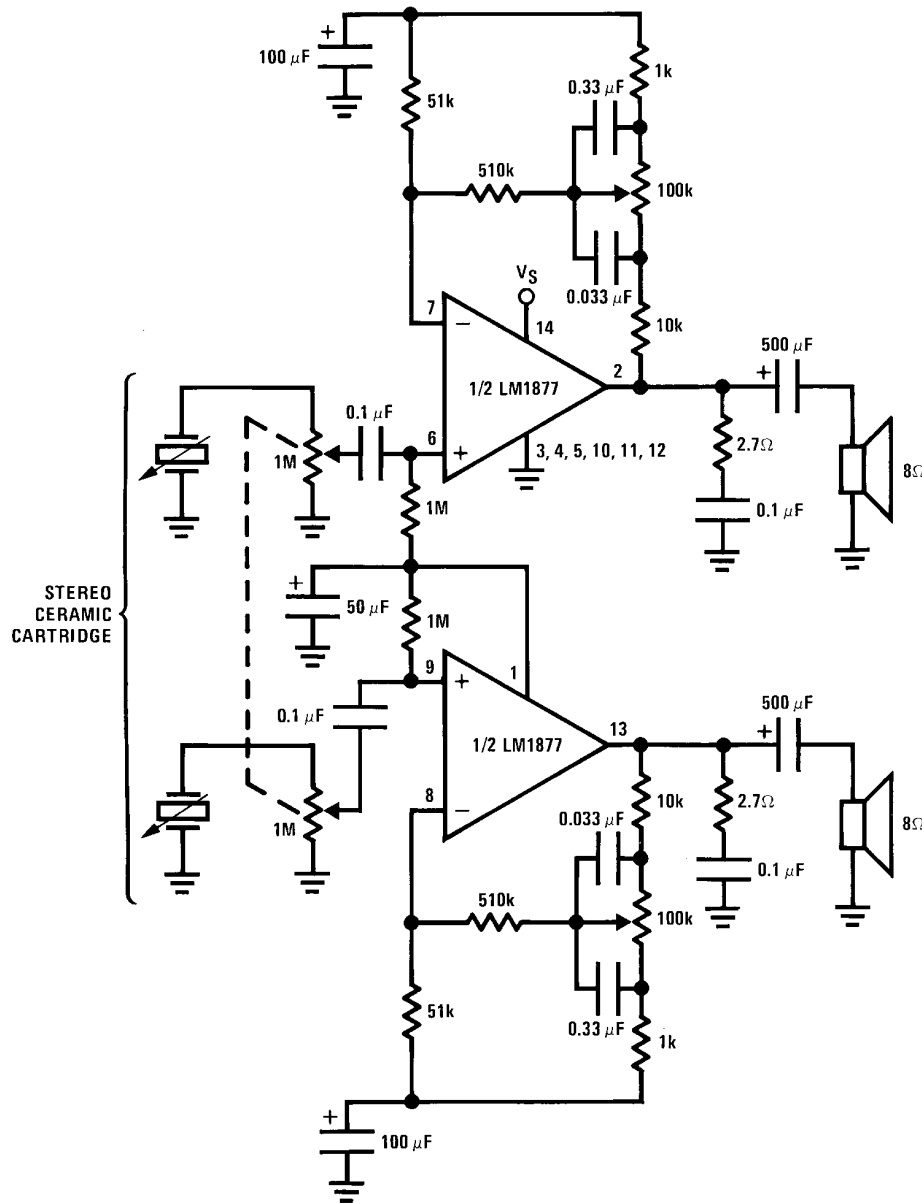 100 μF
+
51k
1k
0.33 μF
510k
100k
0.033 μF
10k
VS
14
7
−
1/2 LM1877
2
6
+
3, 4, 5, 10, 11, 12
500 μF
+
2.7Ω
0.1 μF
8Ω
0.1 μF
1M
1M
STEREO
CERAMIC
CARTRIDGE
+
50 μF
1M
1
9
+
1/2 LM1877
13
8
−
0.1 μF
1M
500 μF
+
10k
2.7Ω
0.1 μF
8Ω
0.033 μF
510k
100k
51k
0.33 μF
1k
+
100 μF